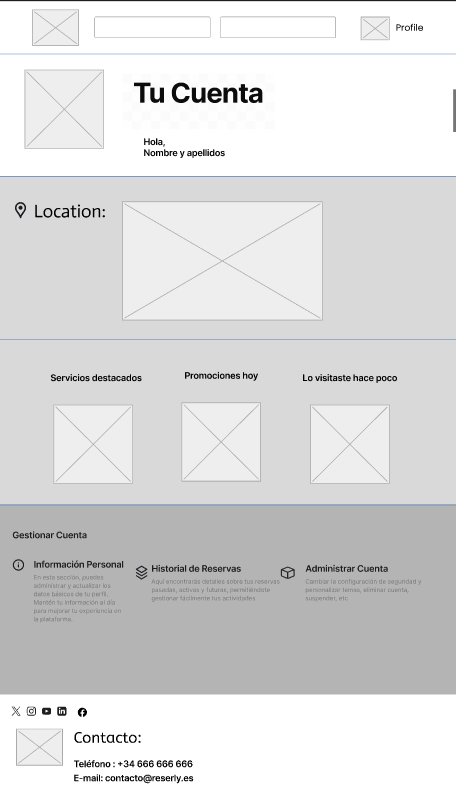 Profile
Tu Cuenta
Hola,
Nombre y apellidos
Location:
Servicios destacados
Promociones hoy
Lo visitaste hace poco
Gestionar Cuenta
Información Personal
En esta sección, puedes
administrar y actualizar los
datos básicos de tu perfil.
Mantén tu información al día
para mejorar tu experiencia en
la plataforma.
Historial de Reservas
Aquí encontrarás detalles sobre tus reservas
pasadas, activas y futuras, permitiéndote
gestionar fácilmente tus actividades.
Administrar Cuenta
Cambiar la configuración de seguridad y
personalizar temas, eliminar cuenta,
suspender, etc
Contacto:
Teléfono : +34 666 666 666
E-mail: contacto@reserly.es